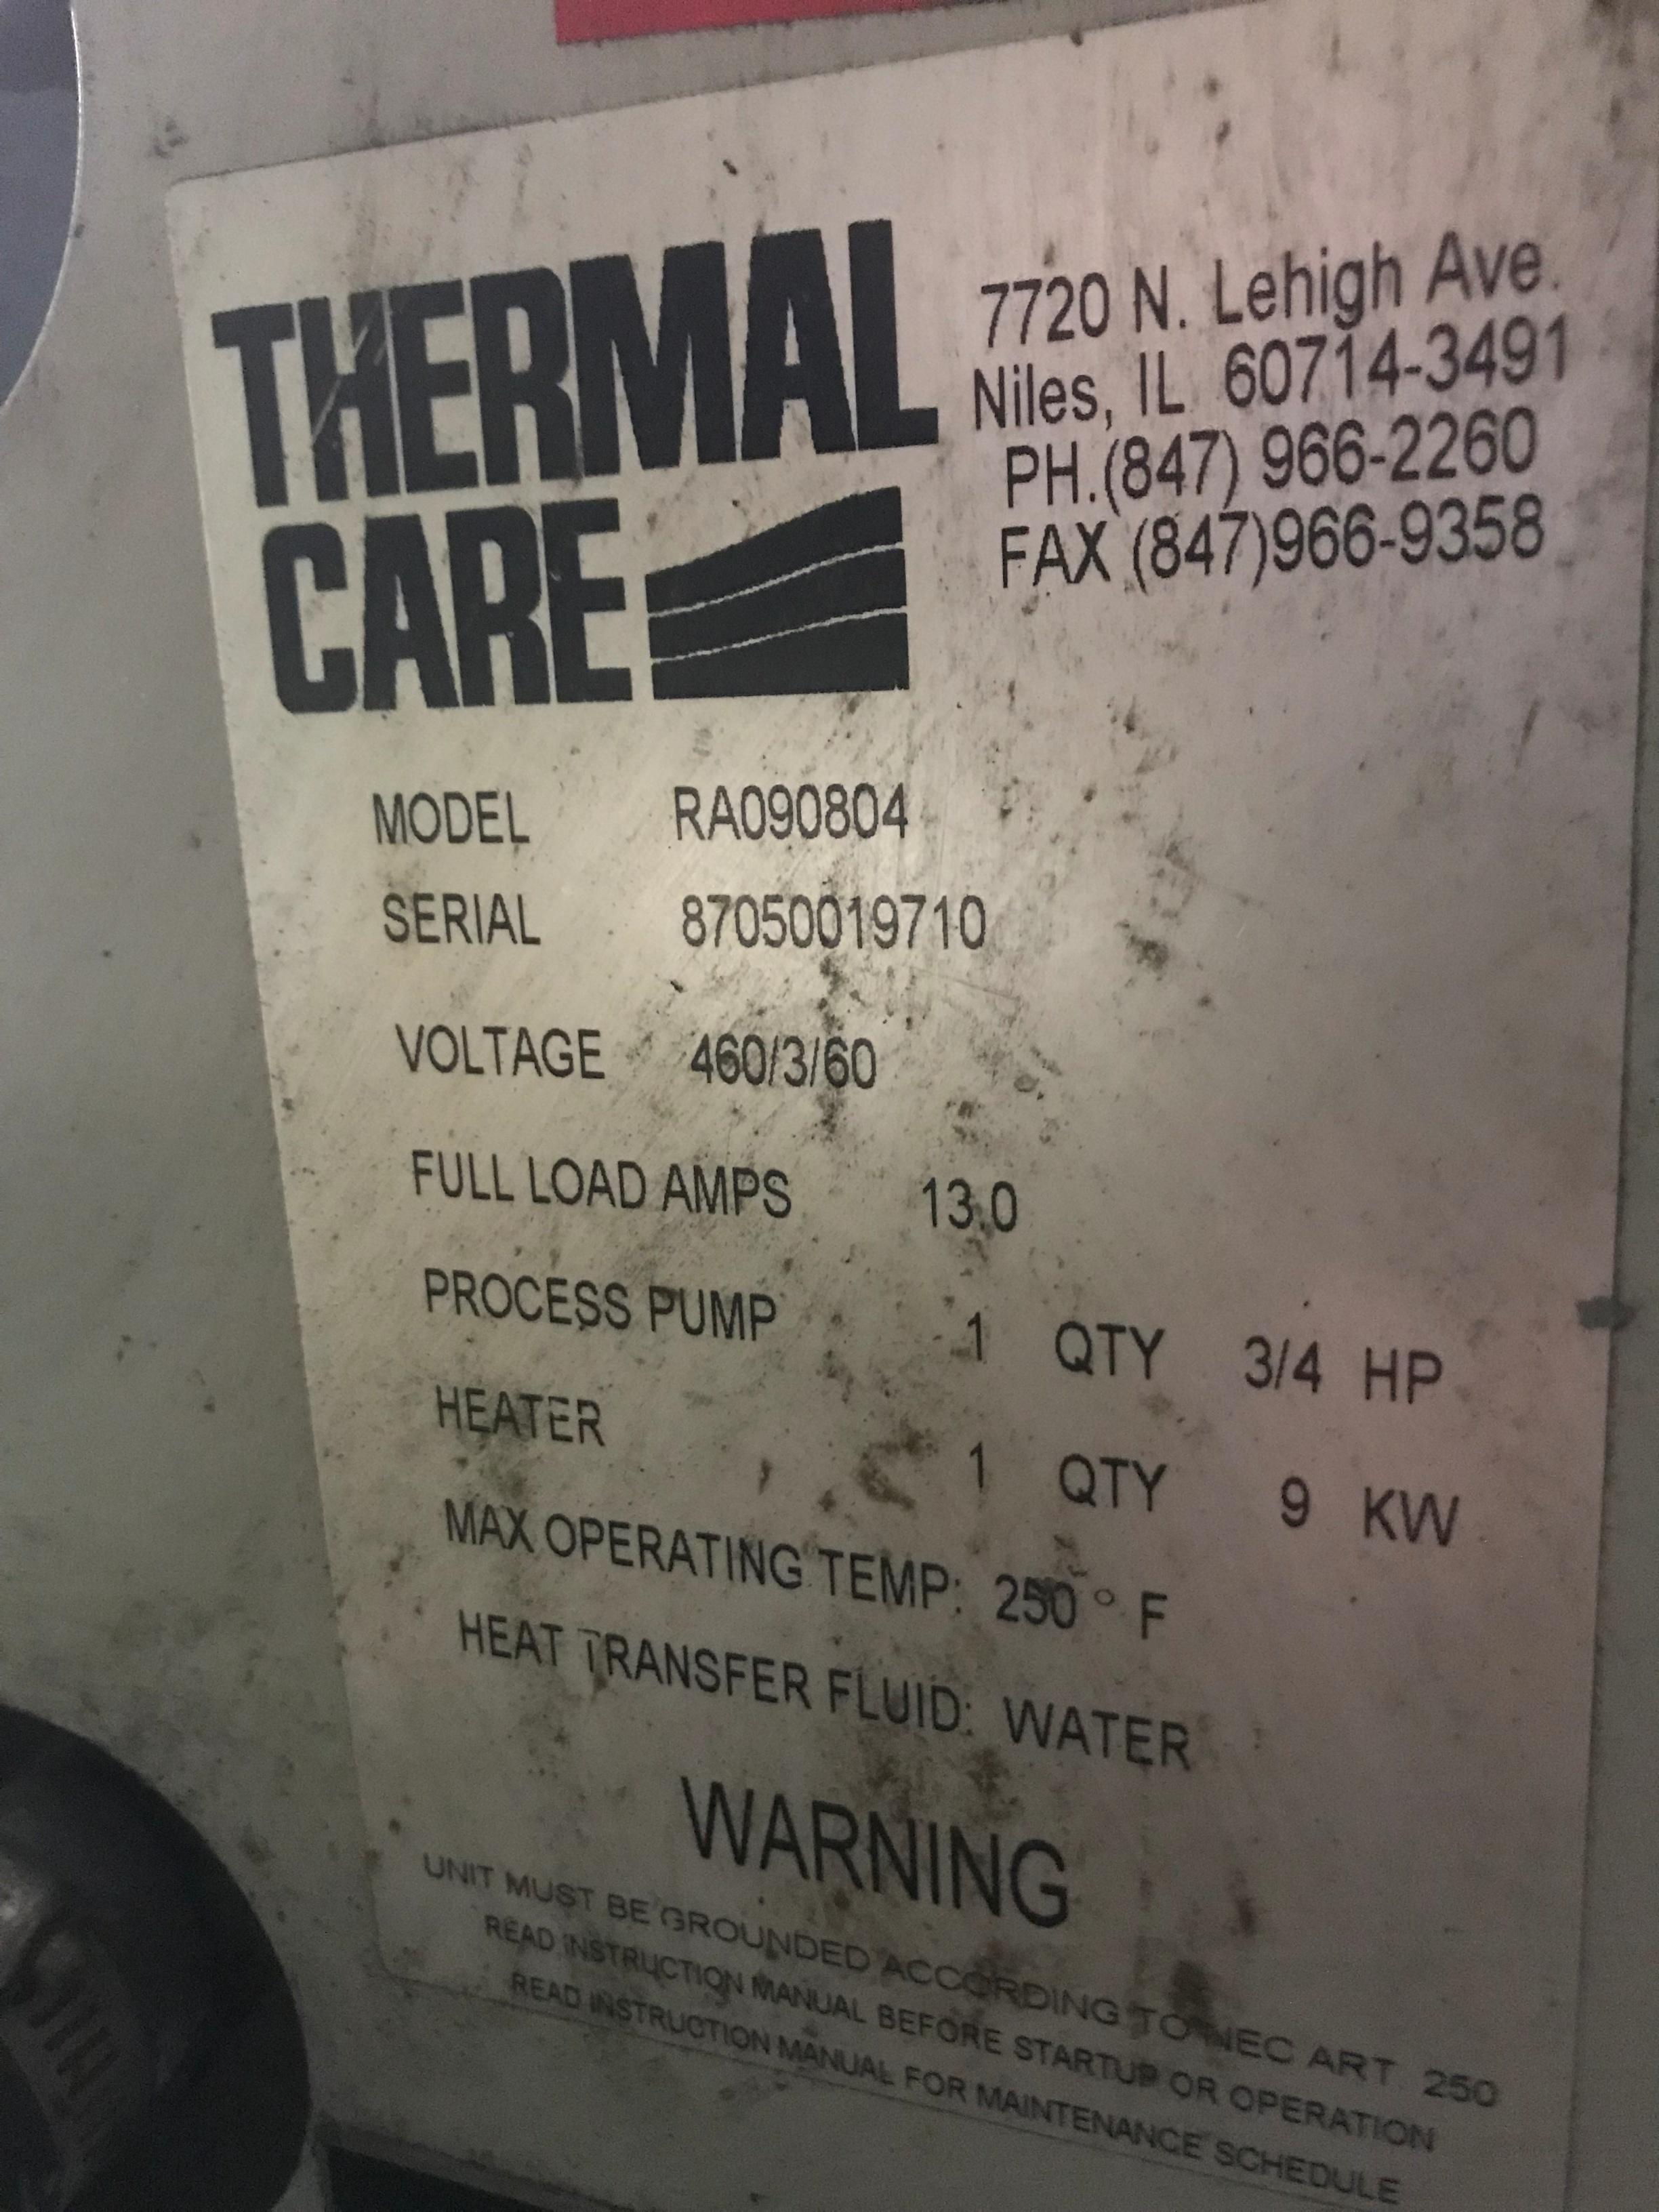 THERMAL
CARE
7720 N. Lehigh Ave.
Niles, IL 60714-3491
PH.(847) 966-2260
FAX (847)966-9358
MODEL RA090804
SERIAL 87050019710
VOLTAGE 460/3/60
FULL LOAD AMPS 13.0
PROCESS PUMP 1 QTY 3/4 HP
HEATER 1 QTY 9 KW
MAX OPERATING TEMP: 250 ° F
HEAT TRANSFER FLUID: WATER
WARNING
UNIT MUST BE GROUNDED ACCORDING TO NEC ART 250
READ INSTRUCTION MANUAL BEFORE STARTUP OR OPERATION
READ INSTRUCTION MANUAL FOR MAINTENANCE SCHEDULE